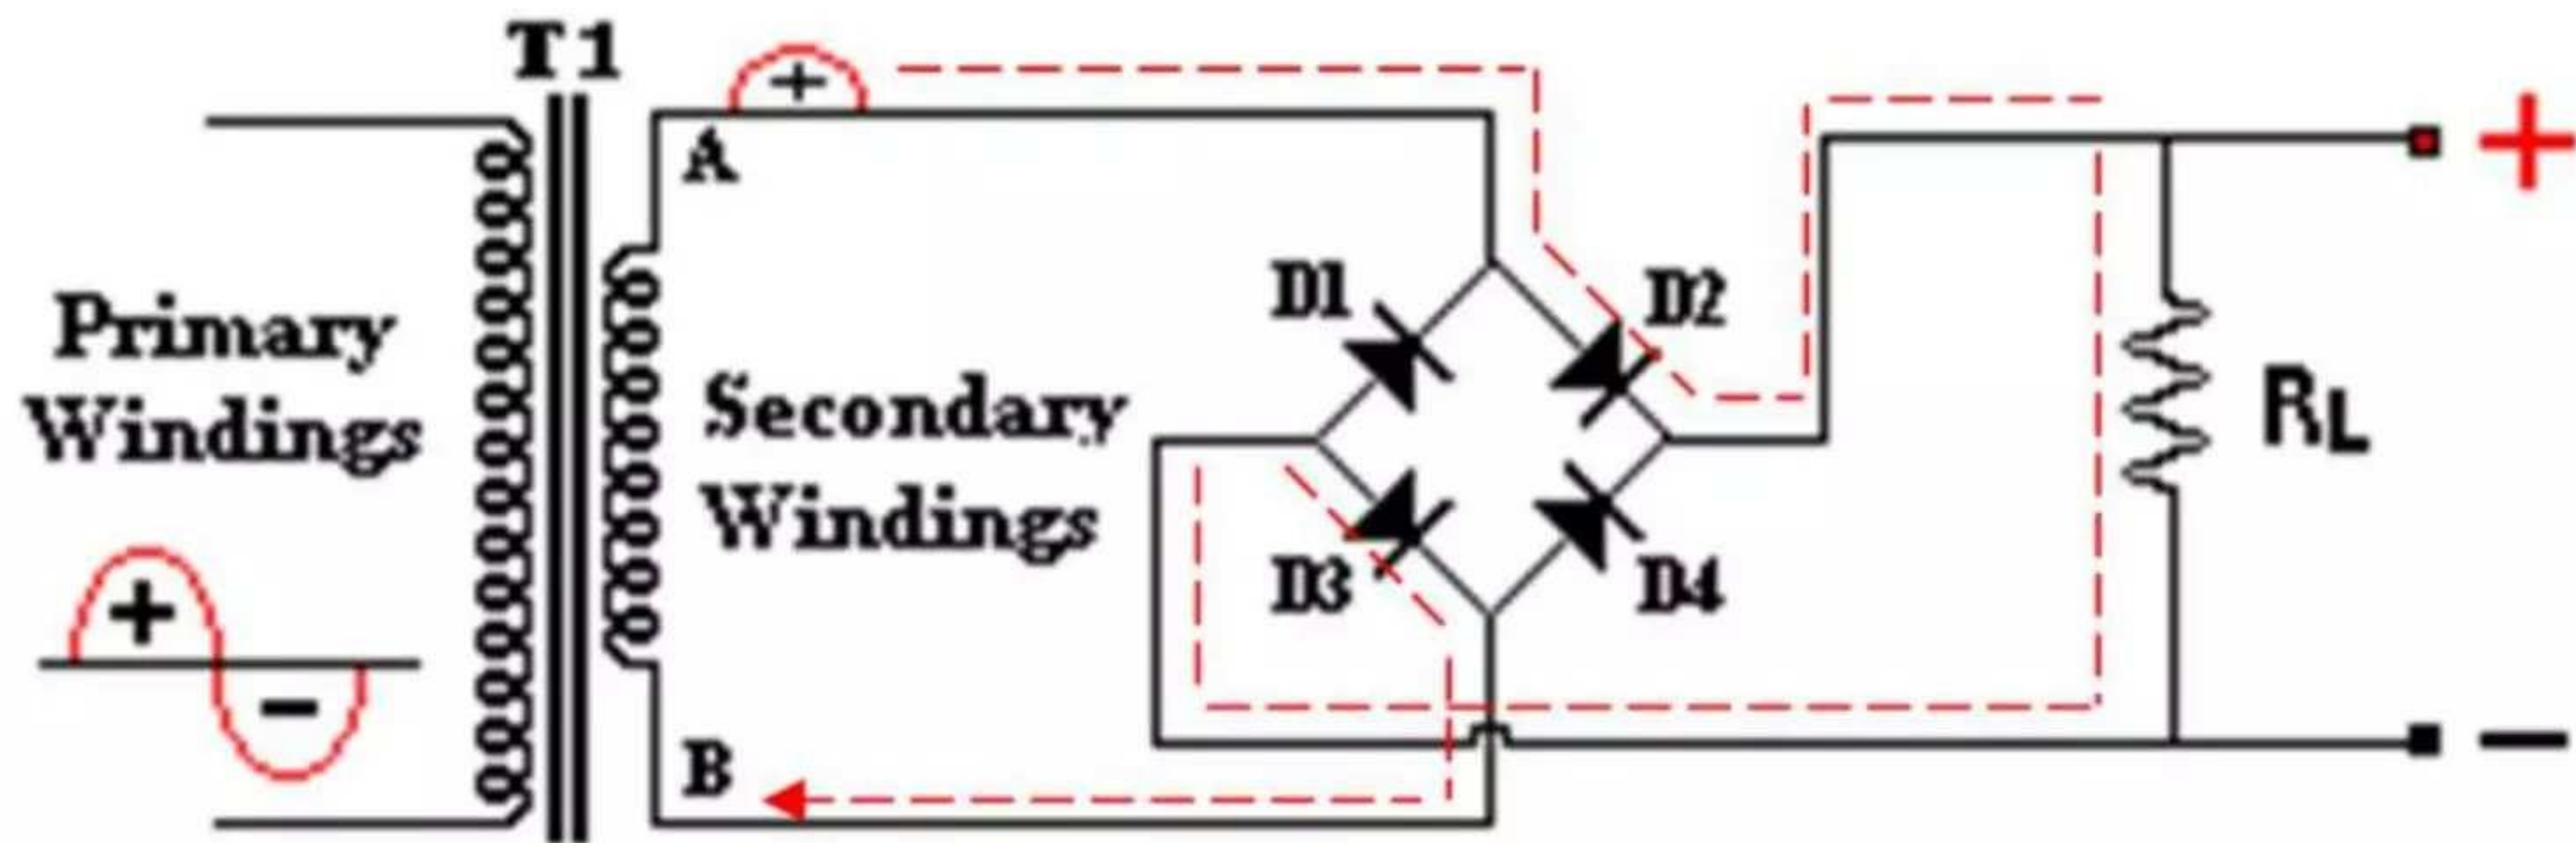 T1
+
A
+
D1
D2
Primary
Windings
Secondary
Windings
RL
D3
D4
+
−
B
−